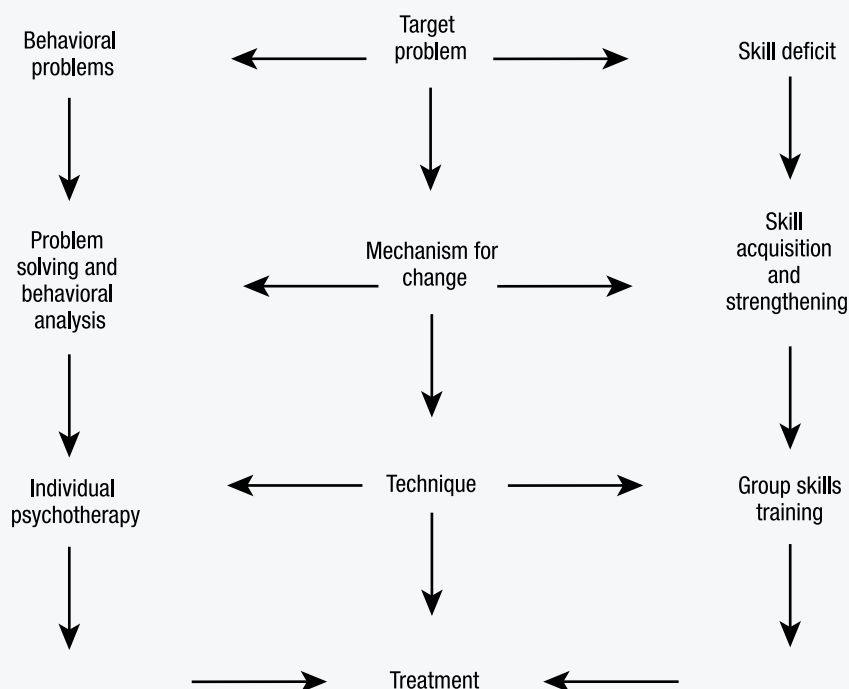 Behavioral
problems
Target
problem
Skill deficit
Problem
solving and
behavioral
analysis
Mechanism for
change
Skill
acquisition
and
strengthening
Individual
psychotherapy
Technique
Group skills
training
Treatment